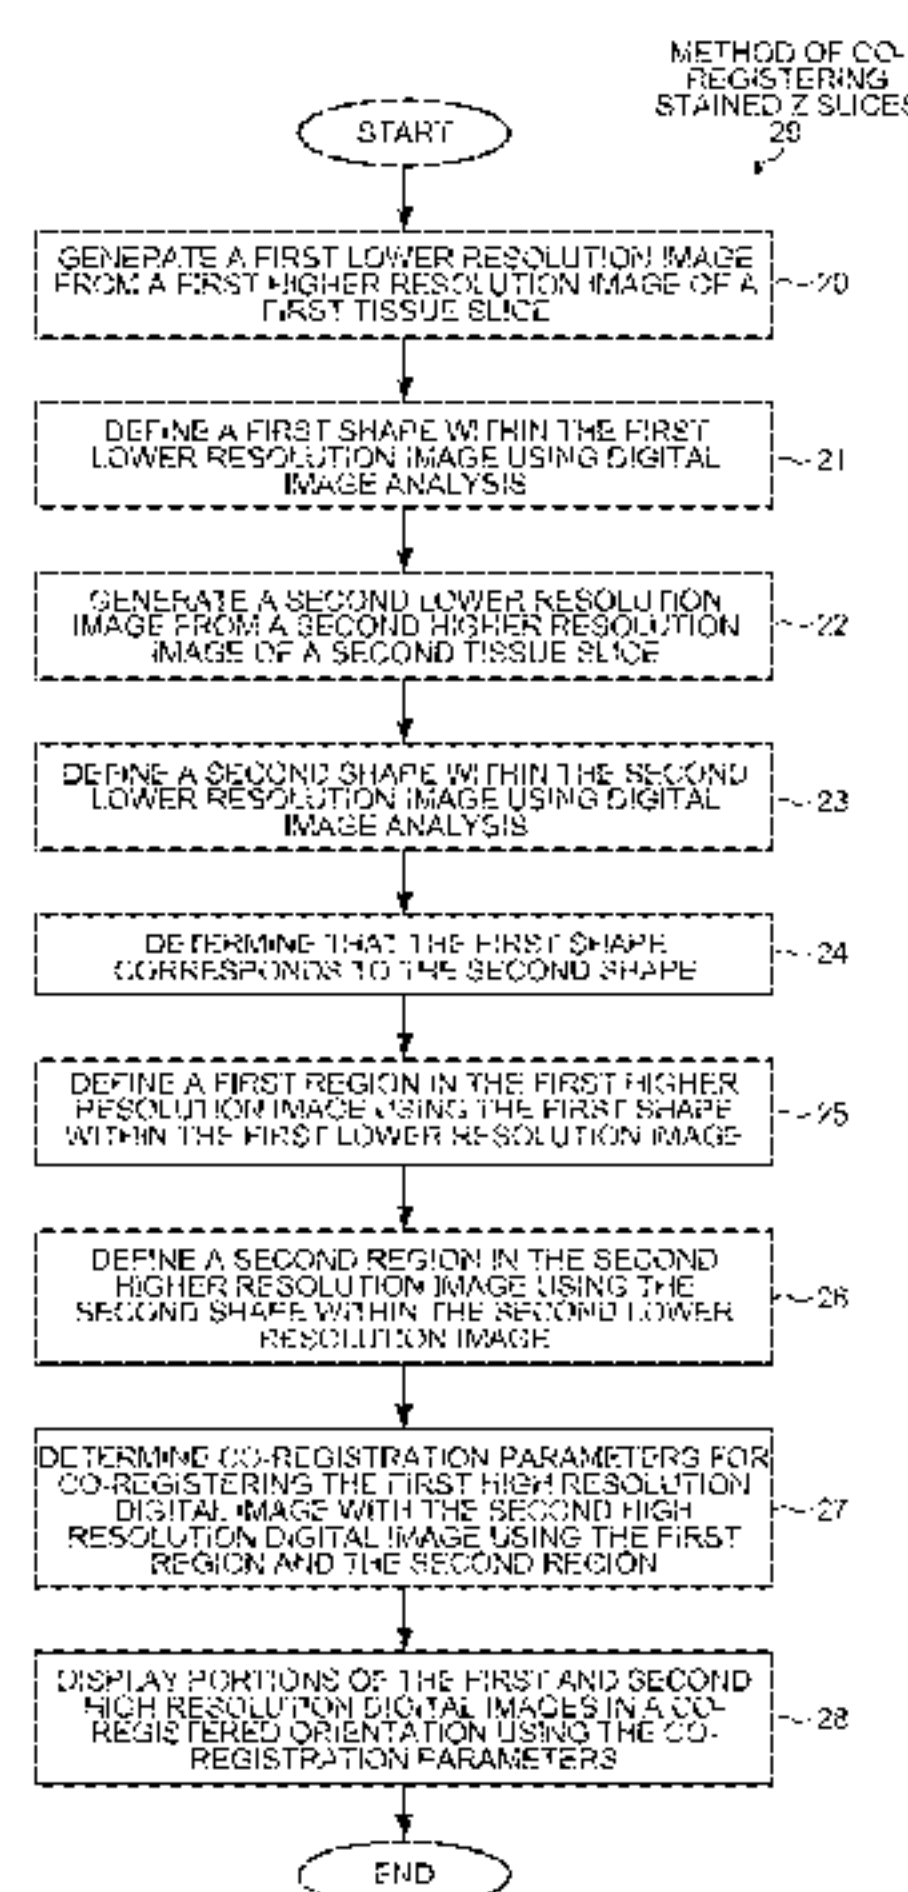 METHOD OF CO-
REGISTERING
STAINED Z SLICES
29
START
GENERATE A FIRST LOWER RESOLUTION IMAGE
FROM A FIRST HIGHER RESOLUTION IMAGE OF A
FIRST TISSUE SLICE
20
DEFINE A FIRST SHAPE WITHIN THE FIRST
LOWER RESOLUTION IMAGE USING DIGITAL
IMAGE ANALYSIS
21
GENERATE A SECOND LOWER RESOLUTION
IMAGE FROM A SECOND HIGHER RESOLUTION
IMAGE OF A SECOND TISSUE SLICE
22
DEFINE A SECOND SHAPE WITHIN THE SECOND
LOWER RESOLUTION IMAGE USING DIGITAL
IMAGE ANALYSIS
23
DETERMINE THAT THE FIRST SHAPE
CORRESPONDS TO THE SECOND SHAPE
24
DEFINE A FIRST REGION IN THE FIRST HIGHER
RESOLUTION IMAGE USING THE FIRST SHAPE
WITHIN THE FIRST LOWER RESOLUTION IMAGE
25
DEFINE A SECOND REGION IN THE SECOND
HIGHER RESOLUTION IMAGE USING THE
SECOND SHAPE WITHIN THE SECOND LOWER
RESOLUTION IMAGE
26
DETERMINE CO-REGISTRATION PARAMETERS FOR
CO-REGISTERING THE FIRST HIGH RESOLUTION
DIGITAL IMAGE WITH THE SECOND HIGH
RESOLUTION DIGITAL IMAGE USING THE FIRST
REGION AND THE SECOND REGION
27
DISPLAY PORTIONS OF THE FIRST AND SECOND
HIGH RESOLUTION DIGITAL IMAGES IN A CO-
REGISTERED ORIENTATION USING THE CO-
REGISTRATION PARAMETERS
28
END